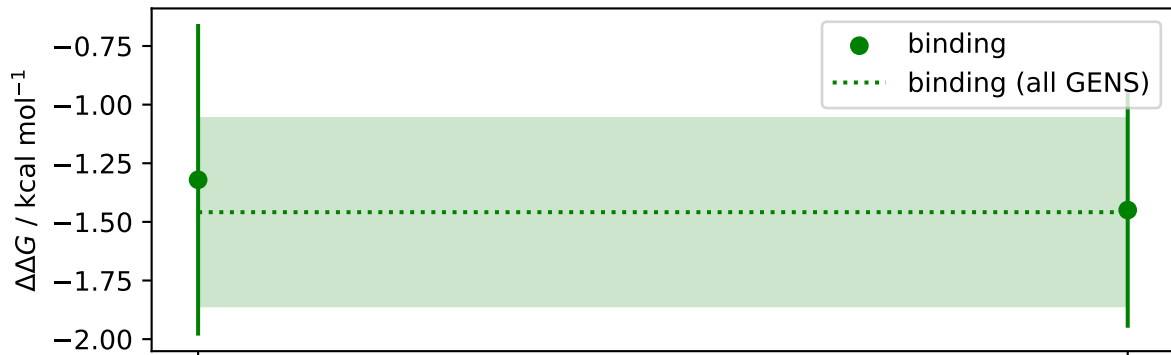 −0.75
−1.00
−1.25
−1.50
−1.75
−2.00
ΔΔG / kcal mol⁻¹
binding
binding (all GENS)